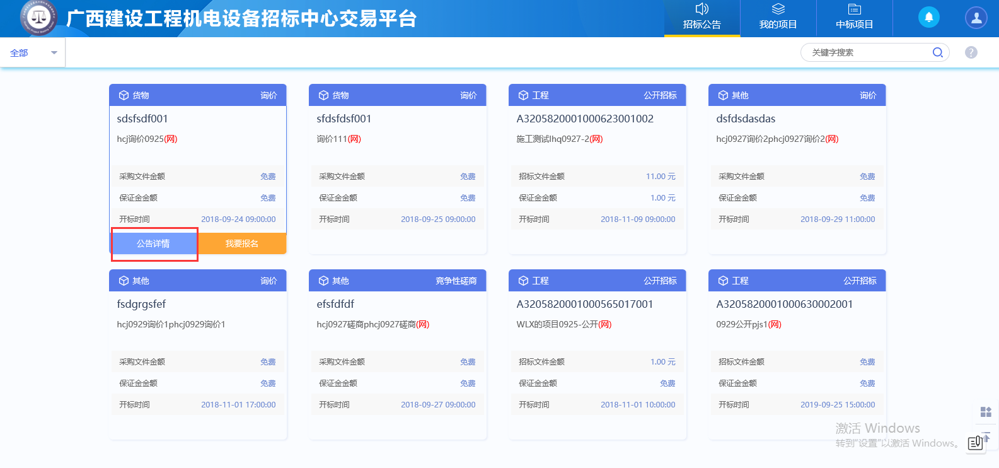 广西建设工程机电设备招标中心交易平台
招标公告
我的项目
中标项目
全部
关键字搜索
?
货物 询价
sdsfsdf001
hcj询价0925(网)
采购文件金额 免费
保证金金额 免费
开标时间 2018-09-24 09:00:00
公告详情 我要报名
货物 询价
sfdsfdsf001
询价111(网)
采购文件金额 免费
保证金金额 免费
开标时间 2018-09-25 09:00:00
工程 公开招标
A3205820001000623001002
施工测试lhq0927-2(网)
招标文件金额 11.00 元
保证金金额 1.00 元
开标时间 2018-11-09 09:00:00
其他 询价
dsfdsdasdas
hcj0927询价2phcj0927询价2(网)
采购文件金额 免费
保证金金额 免费
开标时间 2018-09-29 11:00:00
其他 询价
fsdgrgsfef
hcj0929询价1phcj0929询价1
采购文件金额 免费
保证金金额 免费
开标时间 2018-11-01 17:00:00
其他 竞争性磋商
efsfdfdf
hcj0927磋商phcj0927磋商(网)
采购文件金额 免费
保证金金额 免费
开标时间 2018-09-27 09:00:00
工程 公开招标
A3205820001000565017001
WLX的项目0925-公开(网)
招标文件金额 1.00 元
保证金金额 免费
开标时间 2018-11-01 10:00:00
工程 公开招标
A3205820001000630002001
0929公开pjs1(网)
招标文件金额 免费
保证金金额 免费
开标时间 2019-09-25 15:00:00
激活 Windows
转到"设置"以激活 Windows。